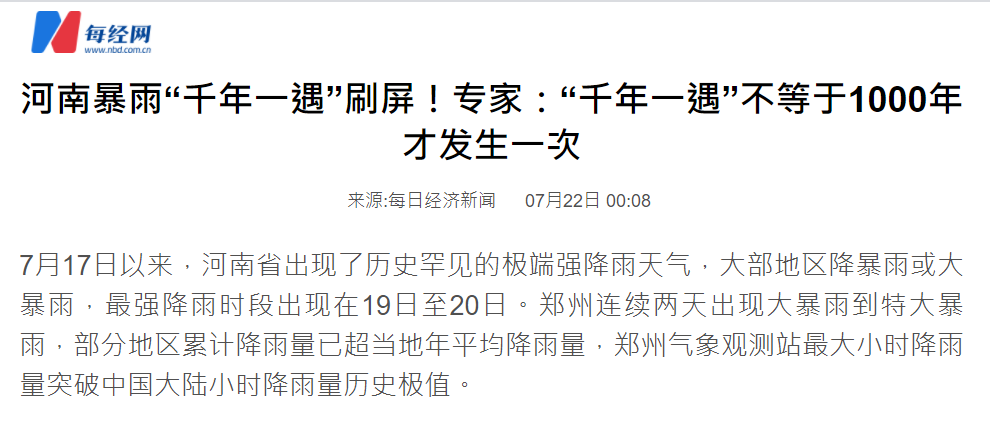 每经网
www.nbd.com.cn
河南暴雨“千年一遇”刷屏！专家：“千年一遇”不等于1000年
才发生一次
来源:每日经济新闻 07月22日 00:08
7月17日以来，河南省出现了历史罕见的极端强降雨天气，大部地区降暴雨或大
暴雨，最强降雨时段出现在19日至20日。郑州连续两天出现大暴雨到特大暴
雨，部分地区累计降雨量已超当地年平均降雨量，郑州气象观测站最大小时降雨
量突破中国大陆小时降雨量历史极值。